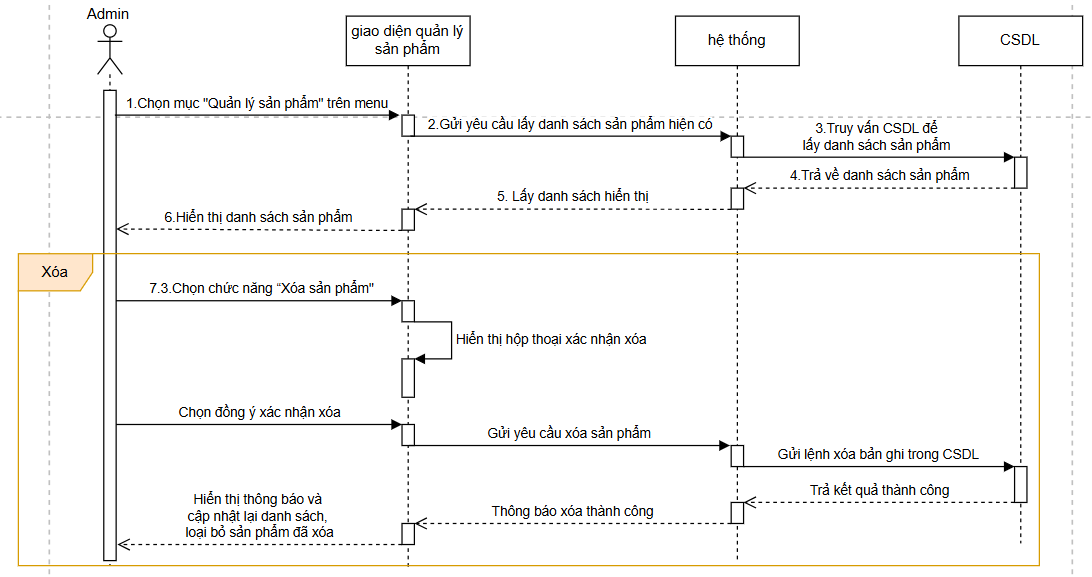 Admin
giao diện quản lý
sản phẩm
hệ thống
CSDL
1.Chọn mục "Quản lý sản phẩm" trên menu
2.Gửi yêu cầu lấy danh sách sản phẩm hiện có
3.Truy vấn CSDL để
lấy danh sách sản phẩm
4.Trả về danh sách sản phẩm
5. Lấy danh sách hiển thị
6.Hiển thị danh sách sản phẩm
Xóa
7.3.Chọn chức năng “Xóa sản phẩm"
Hiển thị hộp thoại xác nhận xóa
Chọn đồng ý xác nhận xóa
Gửi yêu cầu xóa sản phẩm
Gửi lệnh xóa bản ghi trong CSDL
Trả kết quả thành công
Thông báo xóa thành công
Hiển thị thông báo và
cập nhật lại danh sách,
loại bỏ sản phẩm đã xóa